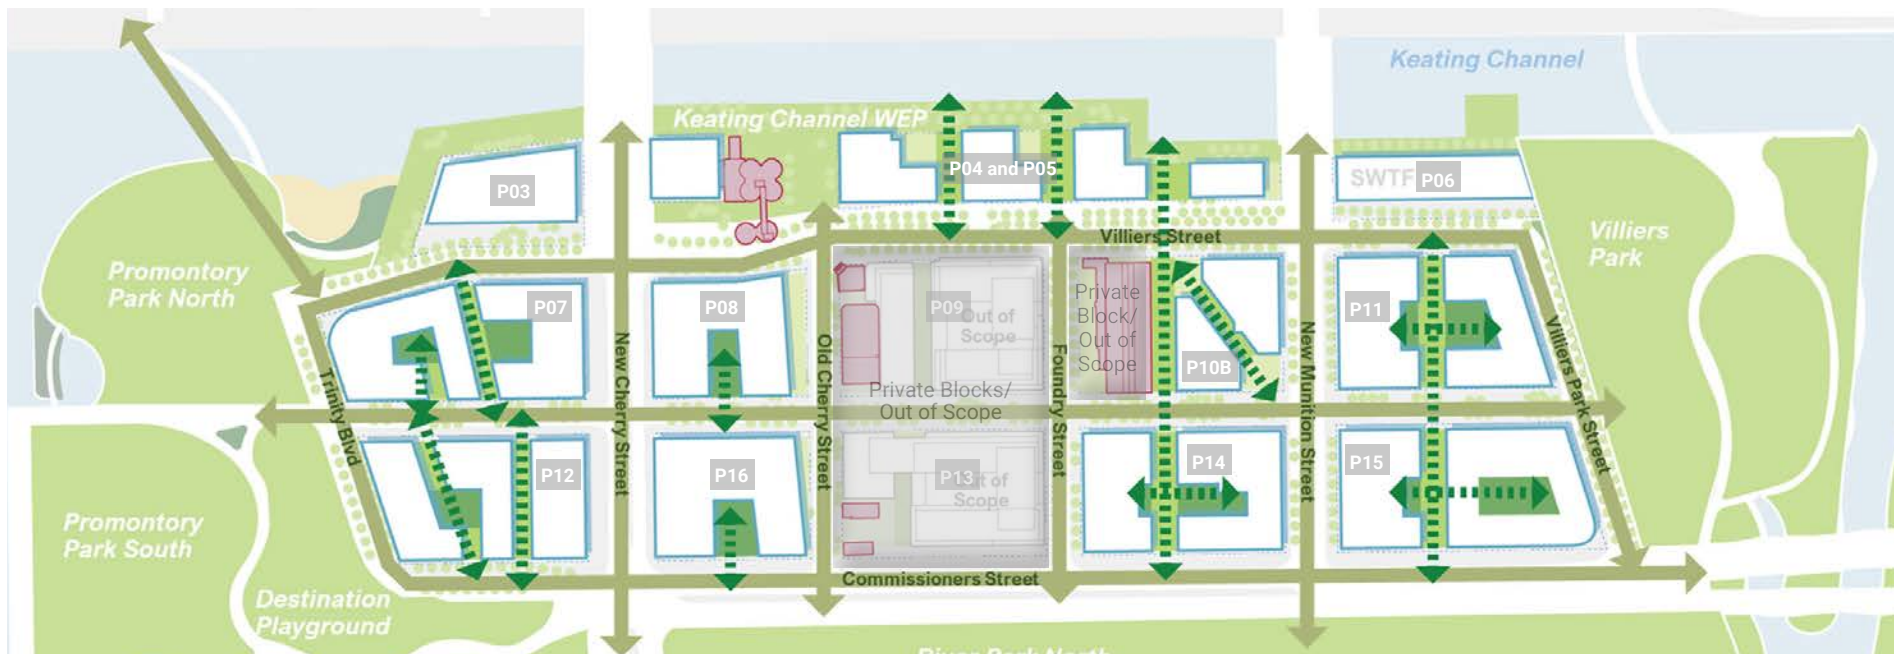 Keating Channel
Keating Channel WEP
P03
P04 and P05
SWTF
P06
Villiers Street
Villiers
Park
Promontory
Park North
P07
P08
P09
Out of
Scope
Private
Block/
Out of
Scope
P10B
P11
Private Blocks/
Out of Scope
Trinity Blvd
New Cherry Street
Old Cherry Street
Foundry Street
New Munition Street
Villiers Park Street
P12
P16
P13
Out of
Scope
P14
P15
Promontory
Park South
Destination
Playground
Commissioners Street
River Park North